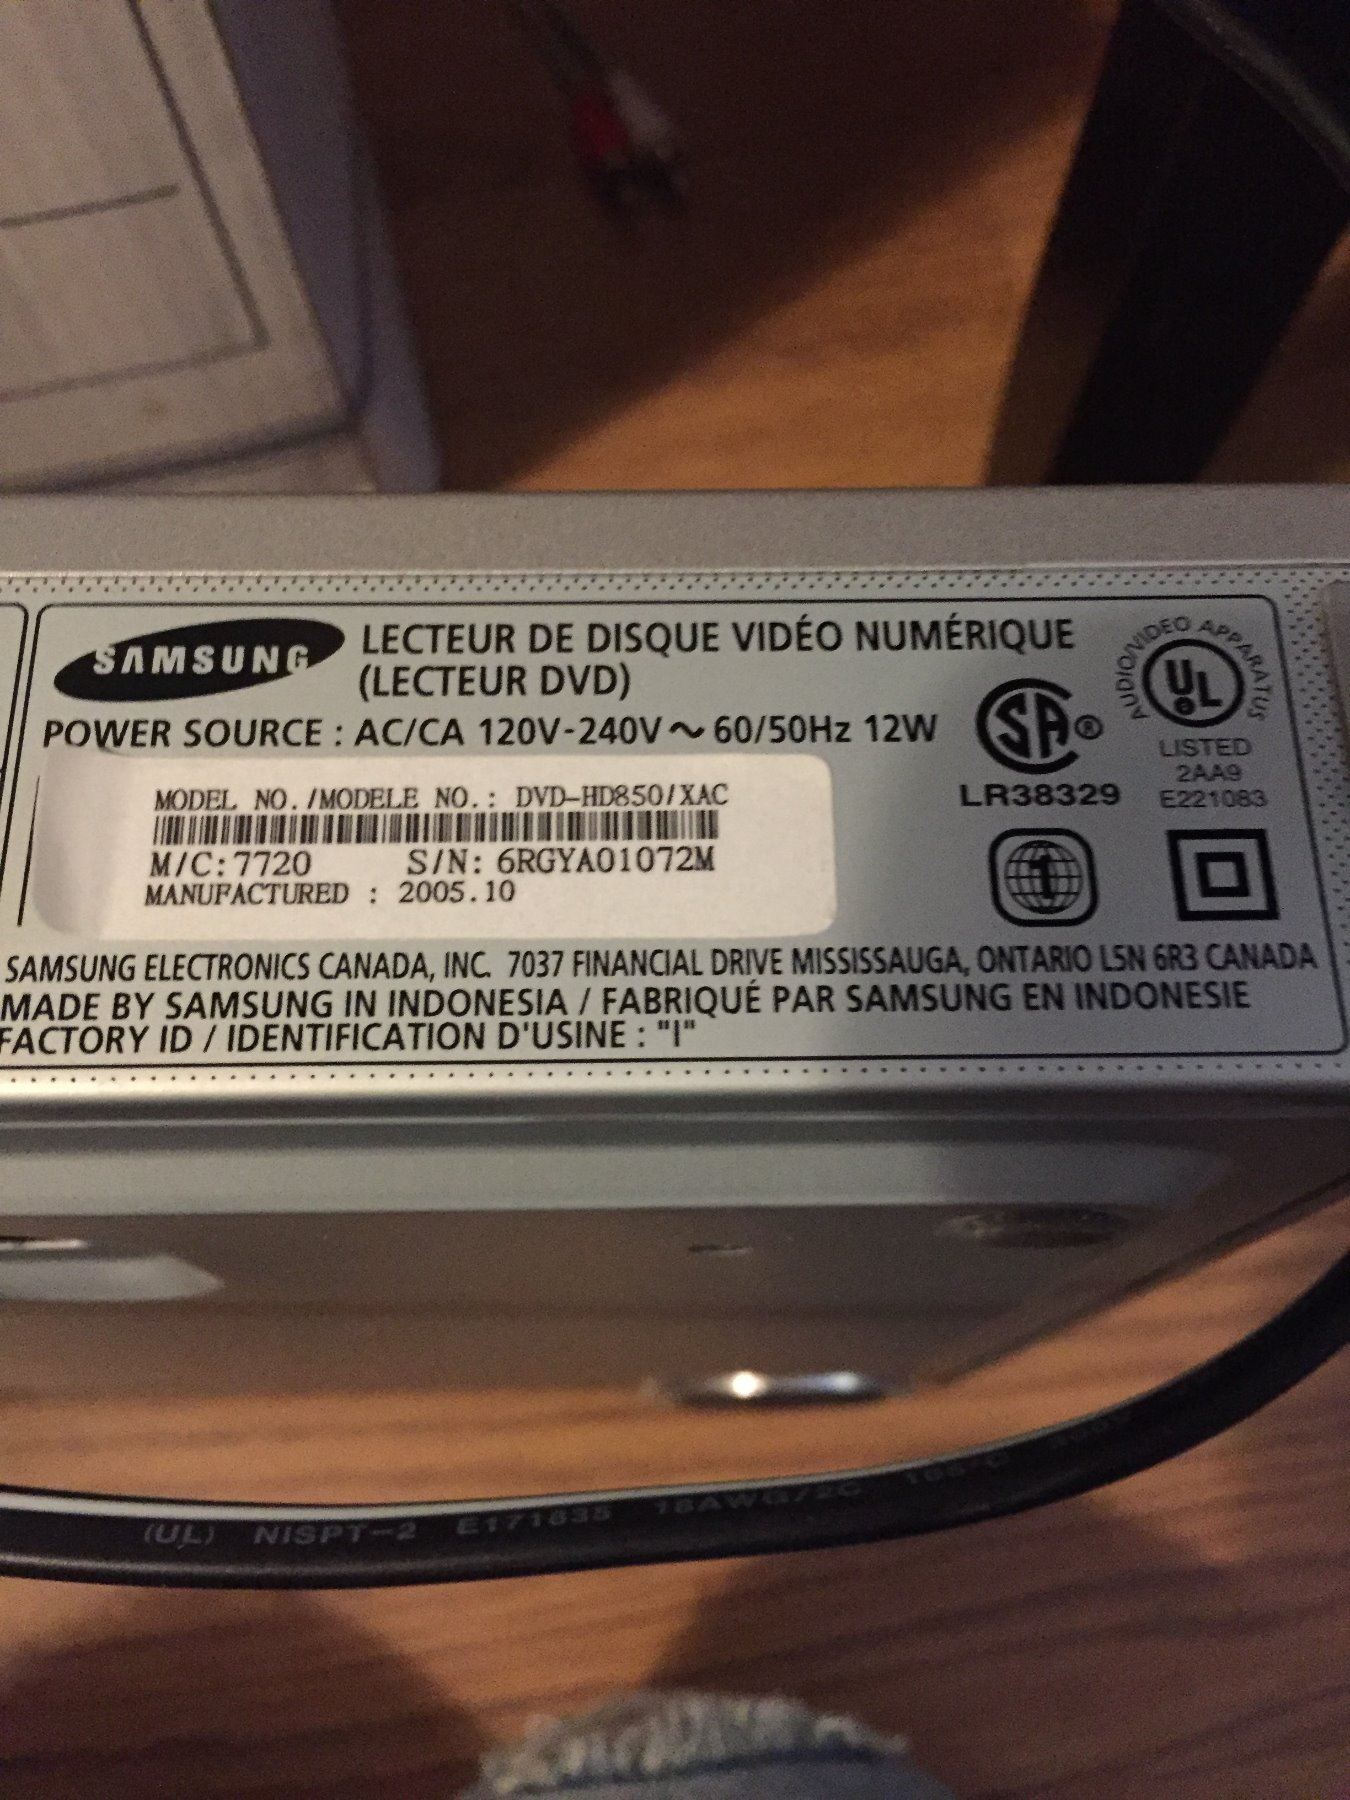 SAMSUNG
LECTEUR DE DISQUE VIDÉO NUMÉRIQUE
(LECTEUR DVD)
POWER SOURCE : AC/CA 120V-240V ~ 60/50Hz 12W
MODEL NO./MODELE NO.: DVD-HD850/XAC
M/C:7720 S/N: 6RGYA01072M
MANUFACTURED : 2005.10
SA ®
LR38329
AUDIO/VIDEO APPARATUS
UL
LISTED
2AA9
E221083
1
SAMSUNG ELECTRONICS CANADA, INC. 7037 FINANCIAL DRIVE MISSISSAUGA, ONTARIO L5N 6R3 CANADA
MADE BY SAMSUNG IN INDONESIA / FABRIQUÉ PAR SAMSUNG EN INDONESIE
FACTORY ID / IDENTIFICATION D'USINE : "I"
(UL) NISPT-2 E171835 18AWG/2C 105°C